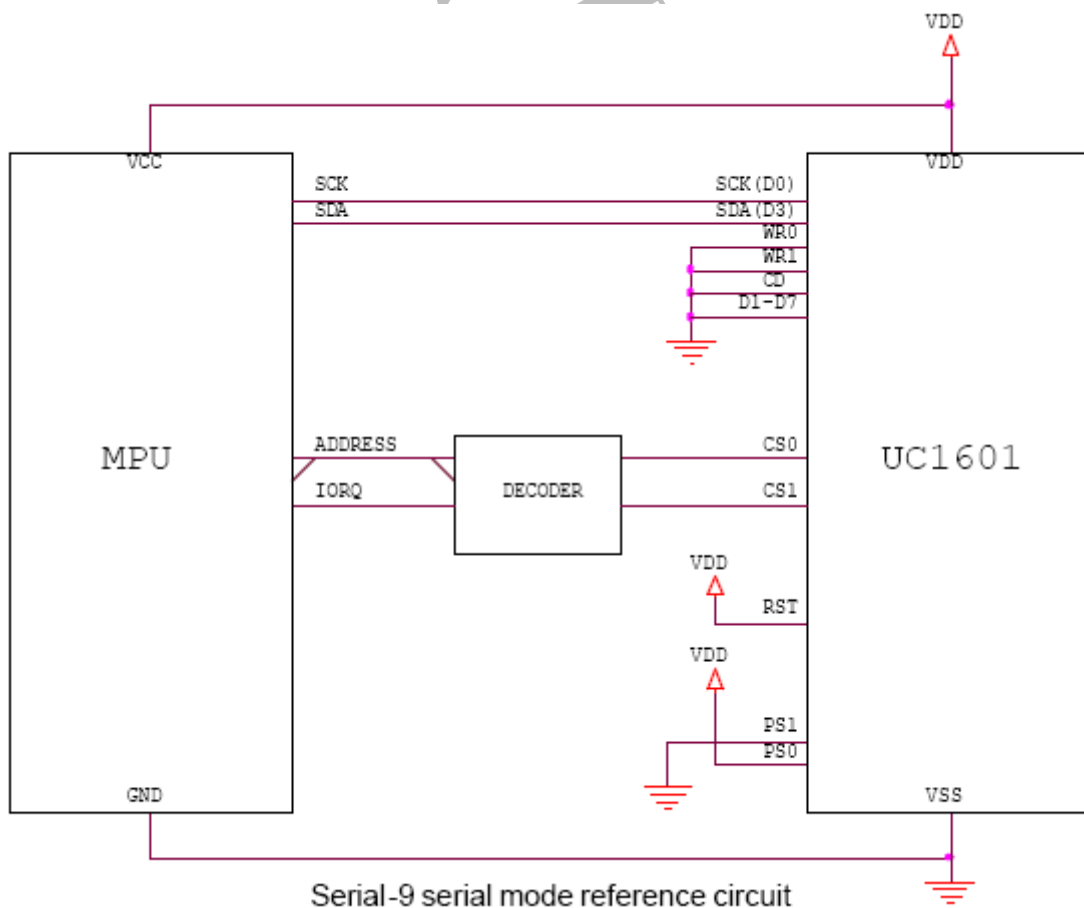 VDD
VCC
VDD
SCK
SCK(D0)
SDA
SDA(D3)
WR0
WR1
CD
D1-D7
ADDRESS
CS0
MPU
DECODER
UC1601
IORQ
CS1
VDD
RST
VDD
PS1
PS0
GND
VSS
Serial-9 serial mode reference circuit